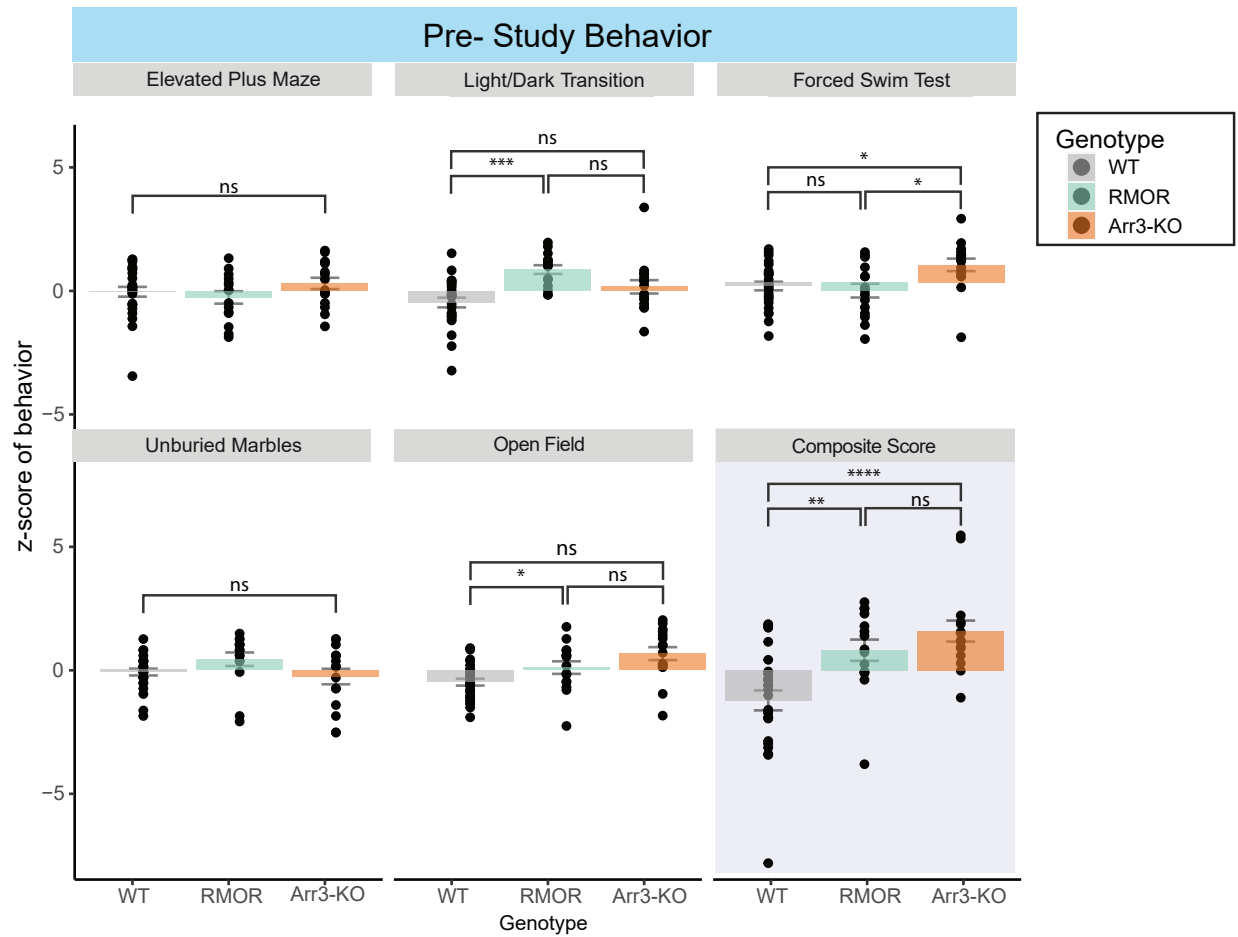 Pre- Study Behavior
Elevated Plus Maze
Light/Dark Transition
Forced Swim Test
Genotype
WT
RMOR
Arr3-KO
z-score of behavior
5
0
−5
ns
ns
***
ns
*
ns
*
Unburied Marbles
Open Field
Composite Score
5
0
−5
ns
ns
*
ns
****
**
ns
WT
RMOR
Arr3-KO
WT
RMOR
Arr3-KO
WT
RMOR
Arr3-KO
Genotype